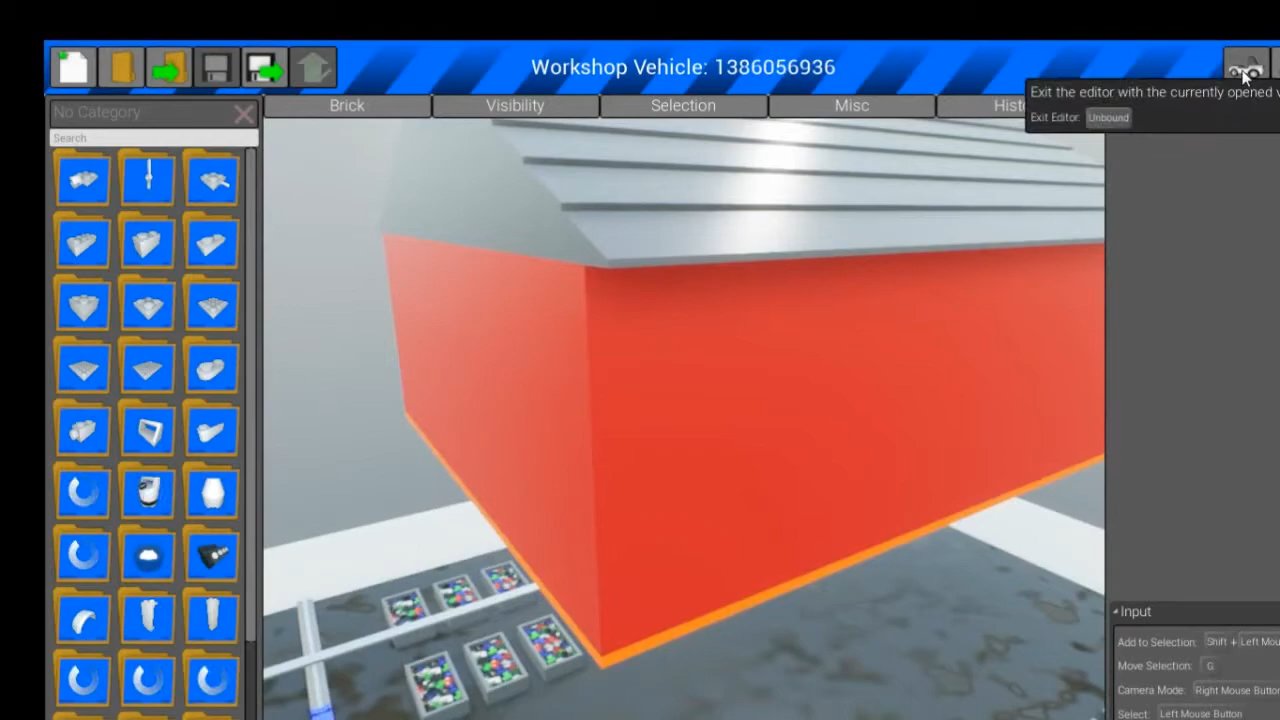 Workshop Vehicle: 1386056936
Exit the editor with the currently opened
Exit Editor: Unbound
No Category
Search
Brick
Visibility
Selection
Misc
Input
Add to Selection: Shift + Left
Move Selection: G
Camera Mode: Right Mouse Button
Select: Left Mouse Button